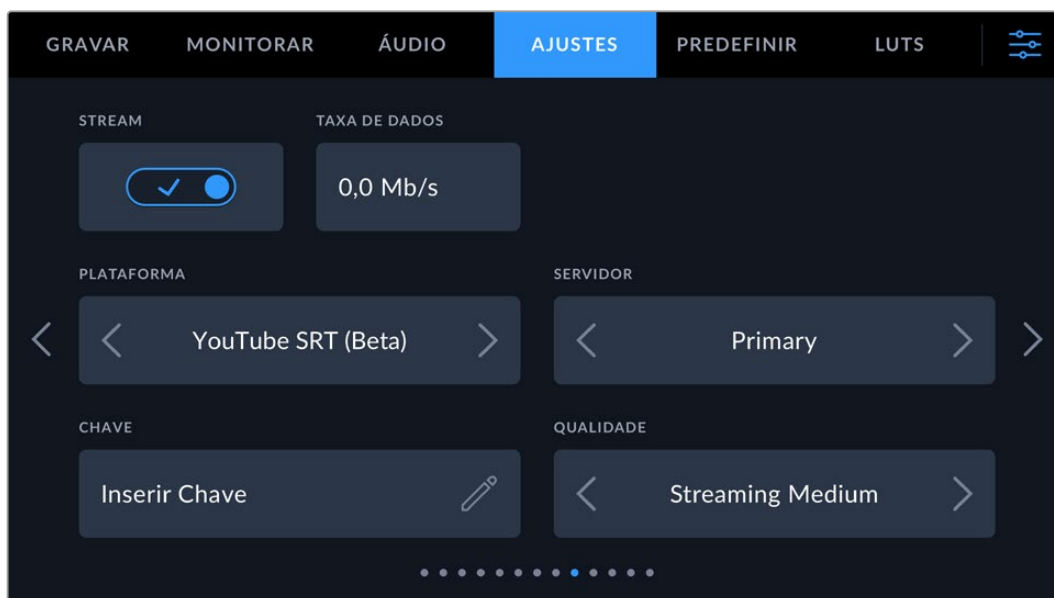 GRAVAR MONITORAR ÁUDIO AJUSTES PREDEFINIR LUTS
STREAM TAXA DE DADOS
0,0 Mb/s
PLATAFORMA SERVIDOR
YouTube SRT (Beta) Primary
CHAVE QUALIDADE
Inserir Chave Streaming Medium